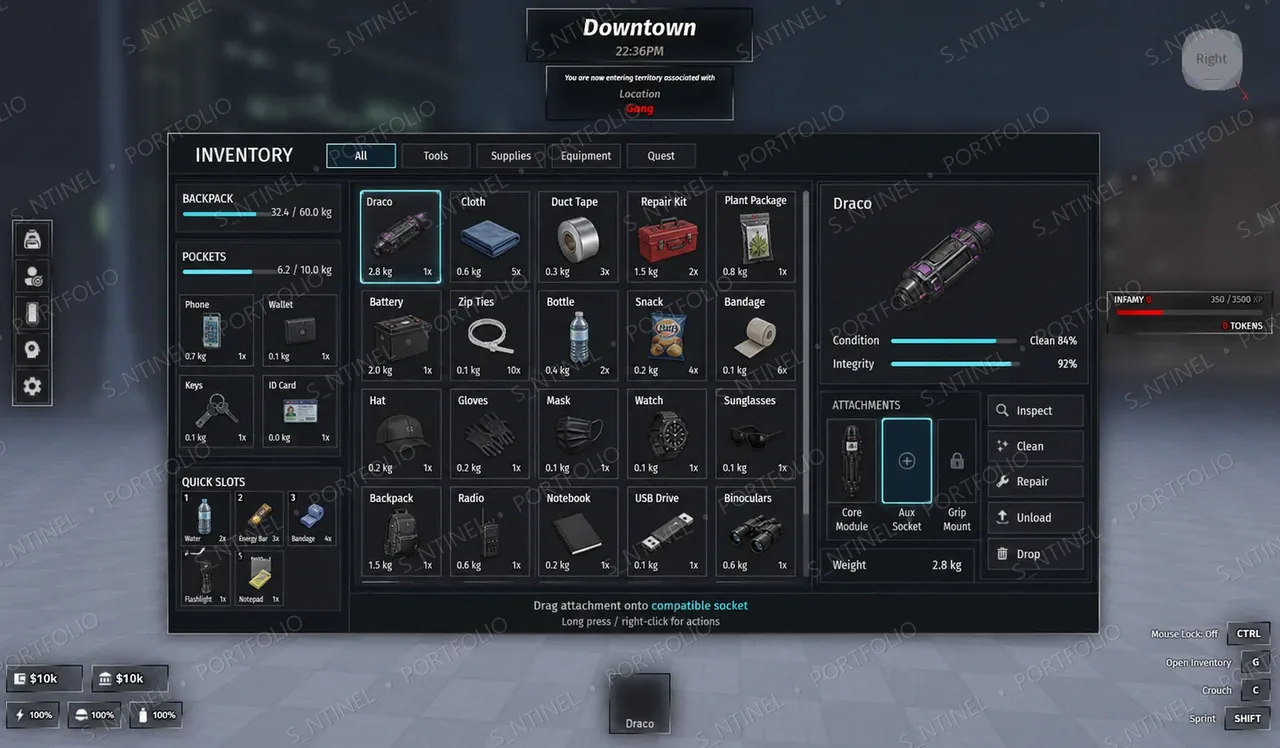 Downtown
22:36PM
You are now entering territory associated with
Location
Gang
Right
X
INVENTORY
All
Tools
Supplies
Equipment
Quest
BACKPACK
32.4 / 60.0 kg
POCKETS
6.2 / 10.0 kg
Phone
0.7 kg 1x
Wallet
0.1 kg 1x
Keys
0.1 kg 1x
ID Card
0.0 kg 1x
QUICK SLOTS
1
Water 2x
2
Energy Bar 3x
3
Bandage 4x
Flashlight 1x
5
Notepad 1x
Draco
2.8 kg 1x
Cloth
0.6 kg 5x
Duct Tape
0.3 kg 3x
Repair Kit
1.5 kg 2x
Plant Package
0.8 kg 1x
Battery
2.0 kg 1x
Zip Ties
0.1 kg 10x
Bottle
0.4 kg 2x
Snack
0.2 kg 4x
Bandage
0.1 kg 6x
Hat
0.2 kg 1x
Gloves
0.2 kg 1x
Mask
0.1 kg 1x
Watch
0.1 kg 1x
Sunglasses
0.1 kg 1x
Backpack
1.5 kg 1x
Radio
0.6 kg 1x
Notebook
0.2 kg 1x
USB Drive
0.1 kg 1x
Binoculars
0.6 kg 1x
Draco
Condition Clean 84%
Integrity 92%
ATTACHMENTS
Core
Module
Aux
Socket
Grip
Mount
Weight 2.8 kg
Inspect
Clean
Repair
Unload
Drop
Drag attachment onto compatible socket
Long press / right-click for actions
INFAMY 0 350 / 3500 XP
0 TOKENS
$10k
$10k
100%
100%
100%
Draco
Mouse Lock: Off CTRL
Open Inventory G
Crouch C
Sprint SHIFT
S_NTINEL • PORTFOLIO